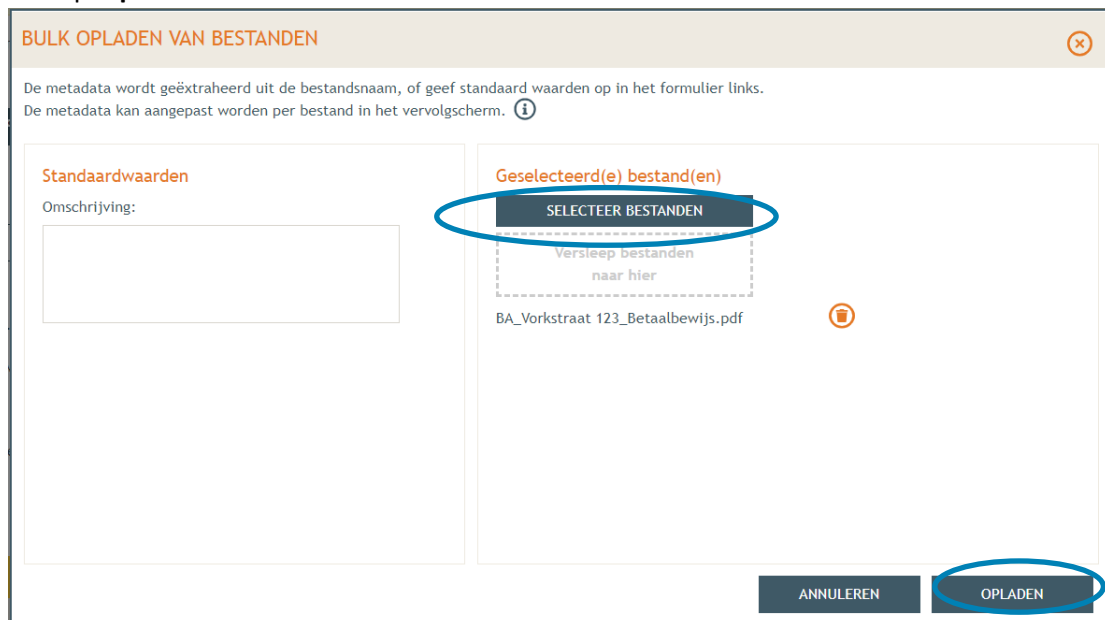 BULK OPLADEN VAN BESTANDEN
De metadata wordt geëxtraheerd uit de bestandsnaam, of geef standaard waarden op in het formulier links.
De metadata kan aangepast worden per bestand in het vervolgscherm.
Standaardwaarden
Omschrijving:
Geselecteerd(e) bestand(en)
SELECTEER BESTANDEN
Versleep bestanden
naar hier
BA_Vorkstraat 123_Betaalbewijs.pdf
ANNULEREN
OPLADEN